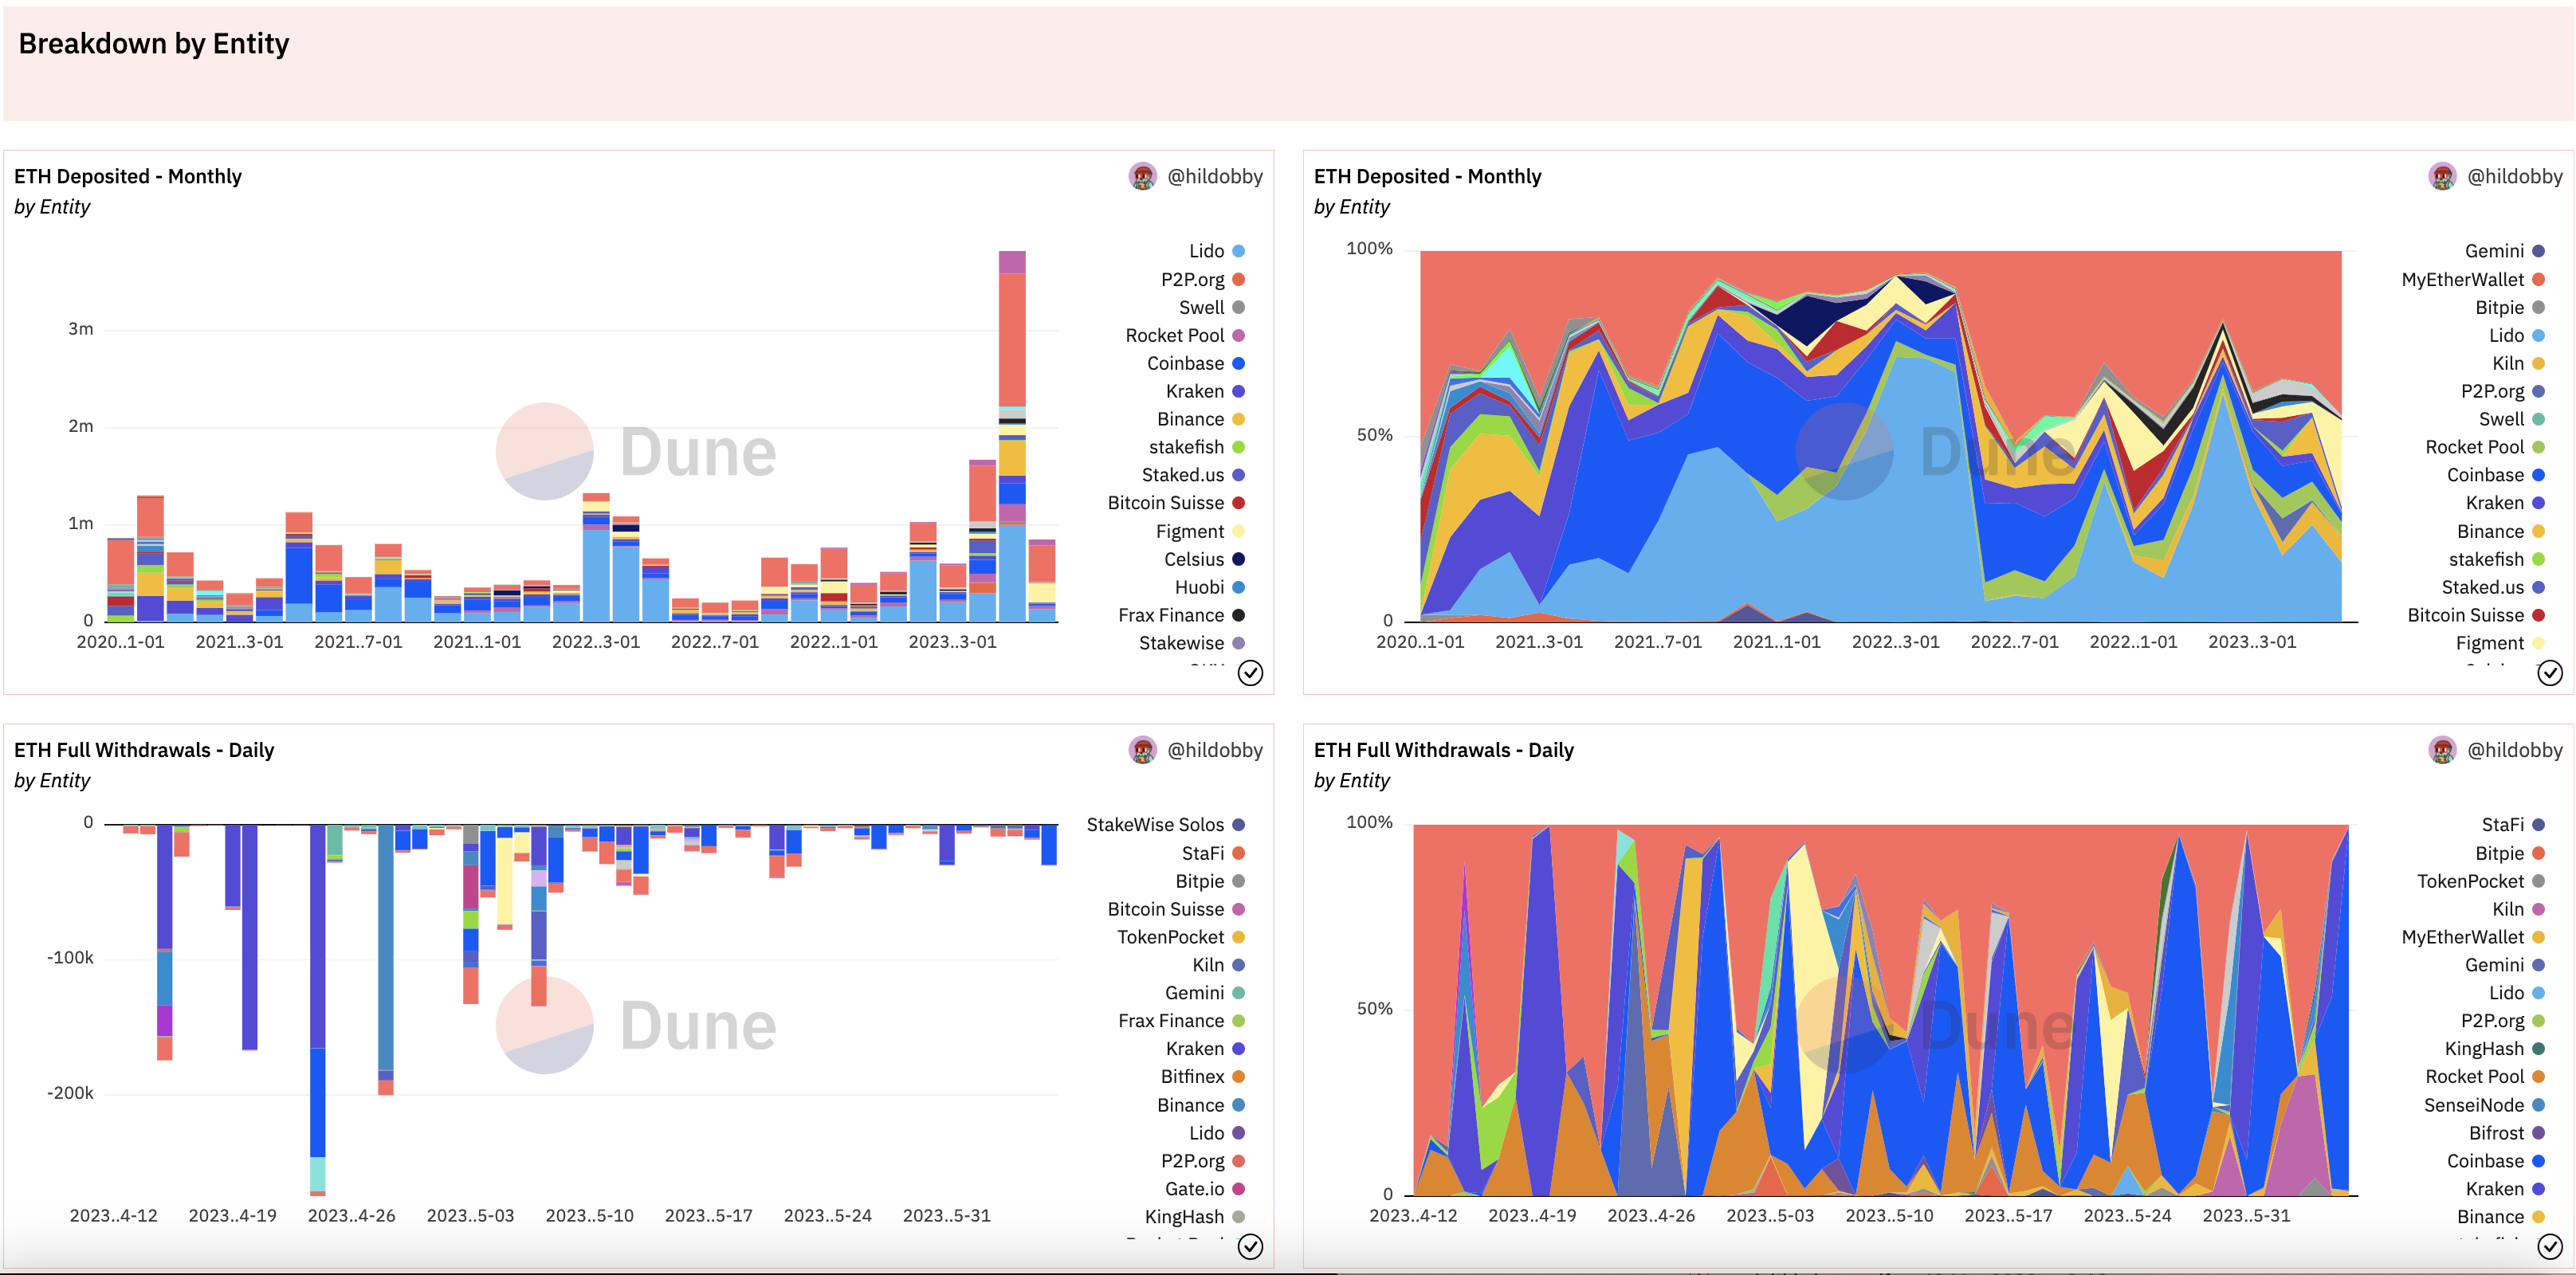 Breakdown by Entity
ETH Deposited - Monthly
@hildobby
by Entity
3m
2m
1m
0
2020..1-01
2021..3-01
2021..7-01
2021..1-01
2022..3-01
2022..7-01
2022..1-01
2023..3-01
Dune
Lido
P2P.org
Swell
Rocket Pool
Coinbase
Kraken
Binance
stakefish
Staked.us
Bitcoin Suisse
Figment
Celsius
Huobi
Frax Finance
Stakewise
ETH Deposited - Monthly
@hildobby
by Entity
100%
50%
0
2020..1-01
2021..3-01
2021..7-01
2021..1-01
2022..3-01
2022..7-01
2022..1-01
2023..3-01
Dune
Gemini
MyEtherWallet
Bitpie
Lido
Kiln
P2P.org
Swell
Rocket Pool
Coinbase
Kraken
Binance
stakefish
Staked.us
Bitcoin Suisse
Figment
ETH Full Withdrawals - Daily
@hildobby
by Entity
0
-100k
-200k
2023..4-12
2023..4-19
2023..4-26
2023..5-03
2023..5-10
2023..5-17
2023..5-24
2023..5-31
Dune
StakeWise Solos
StaFi
Bitpie
Bitcoin Suisse
TokenPocket
Kiln
Gemini
Frax Finance
Kraken
Bitfinex
Binance
Lido
P2P.org
Gate.io
KingHash
ETH Full Withdrawals - Daily
@hildobby
by Entity
100%
50%
0
2023..4-12
2023..4-19
2023..4-26
2023..5-03
2023..5-10
2023..5-17
2023..5-24
2023..5-31
Dune
StaFi
Bitpie
TokenPocket
Kiln
MyEtherWallet
Gemini
Lido
P2P.org
KingHash
Rocket Pool
SenseiNode
Bifrost
Coinbase
Kraken
Binance